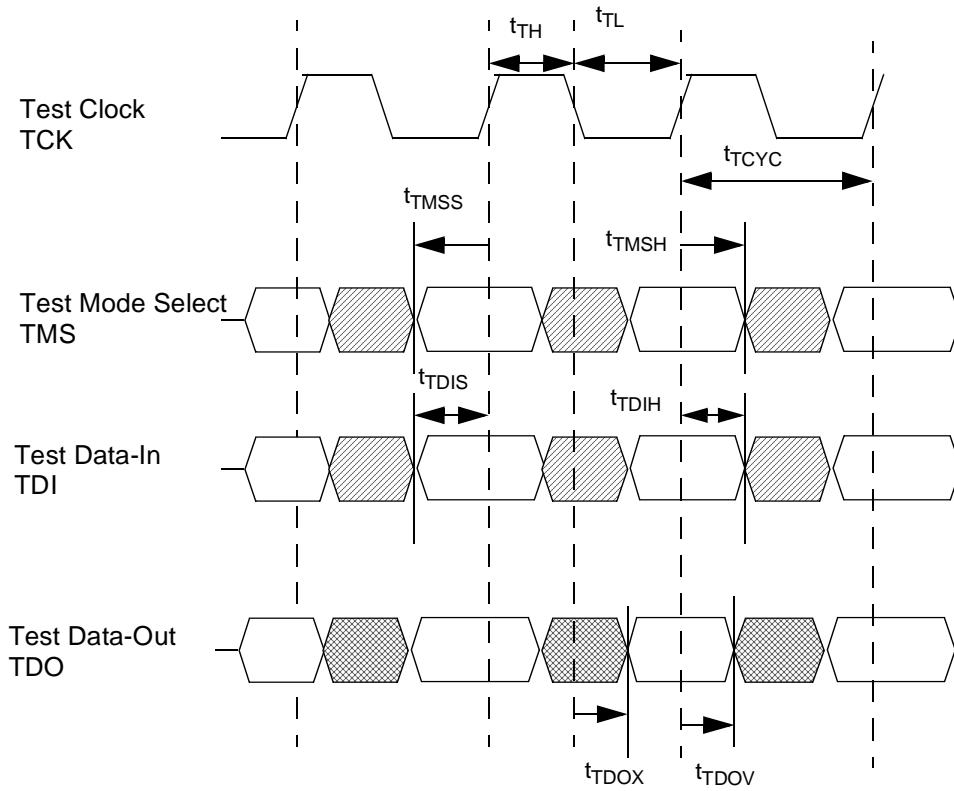 tTH
tTL
Test Clock
TCK
tTCYC
tTMSS
tTMSH
Test Mode Select
TMS
tTDIS
tTDIH
Test Data-In
TDI
Test Data-Out
TDO
tTDOX
tTDOV